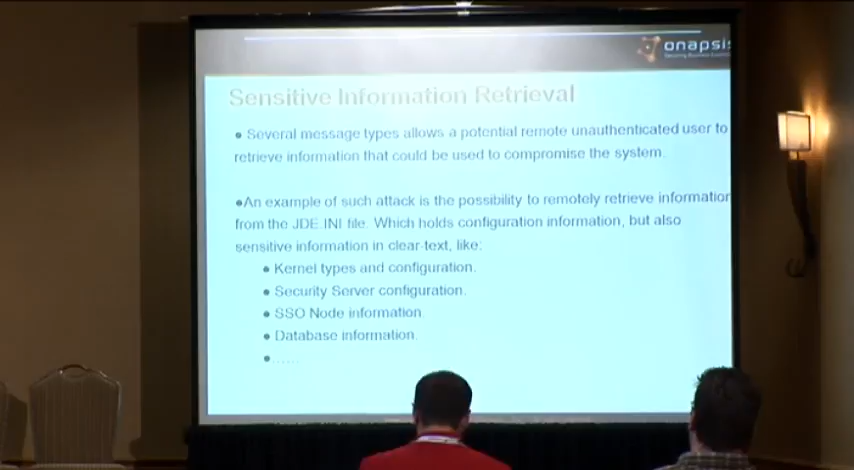 onapsis
Sensitive Information Retrieval
• Several message types allows a potential remote unauthenticated user to
retrieve information that could be used to compromise the system.
•An example of such attack is the possibility to remotely retrieve information
from the JDE.INI file. Which holds configuration information, but also
sensitive information in clear-text, like:
• Kernel types and configuration.
• Security Server configuration.
• SSO Node information
• Database information.
• ......